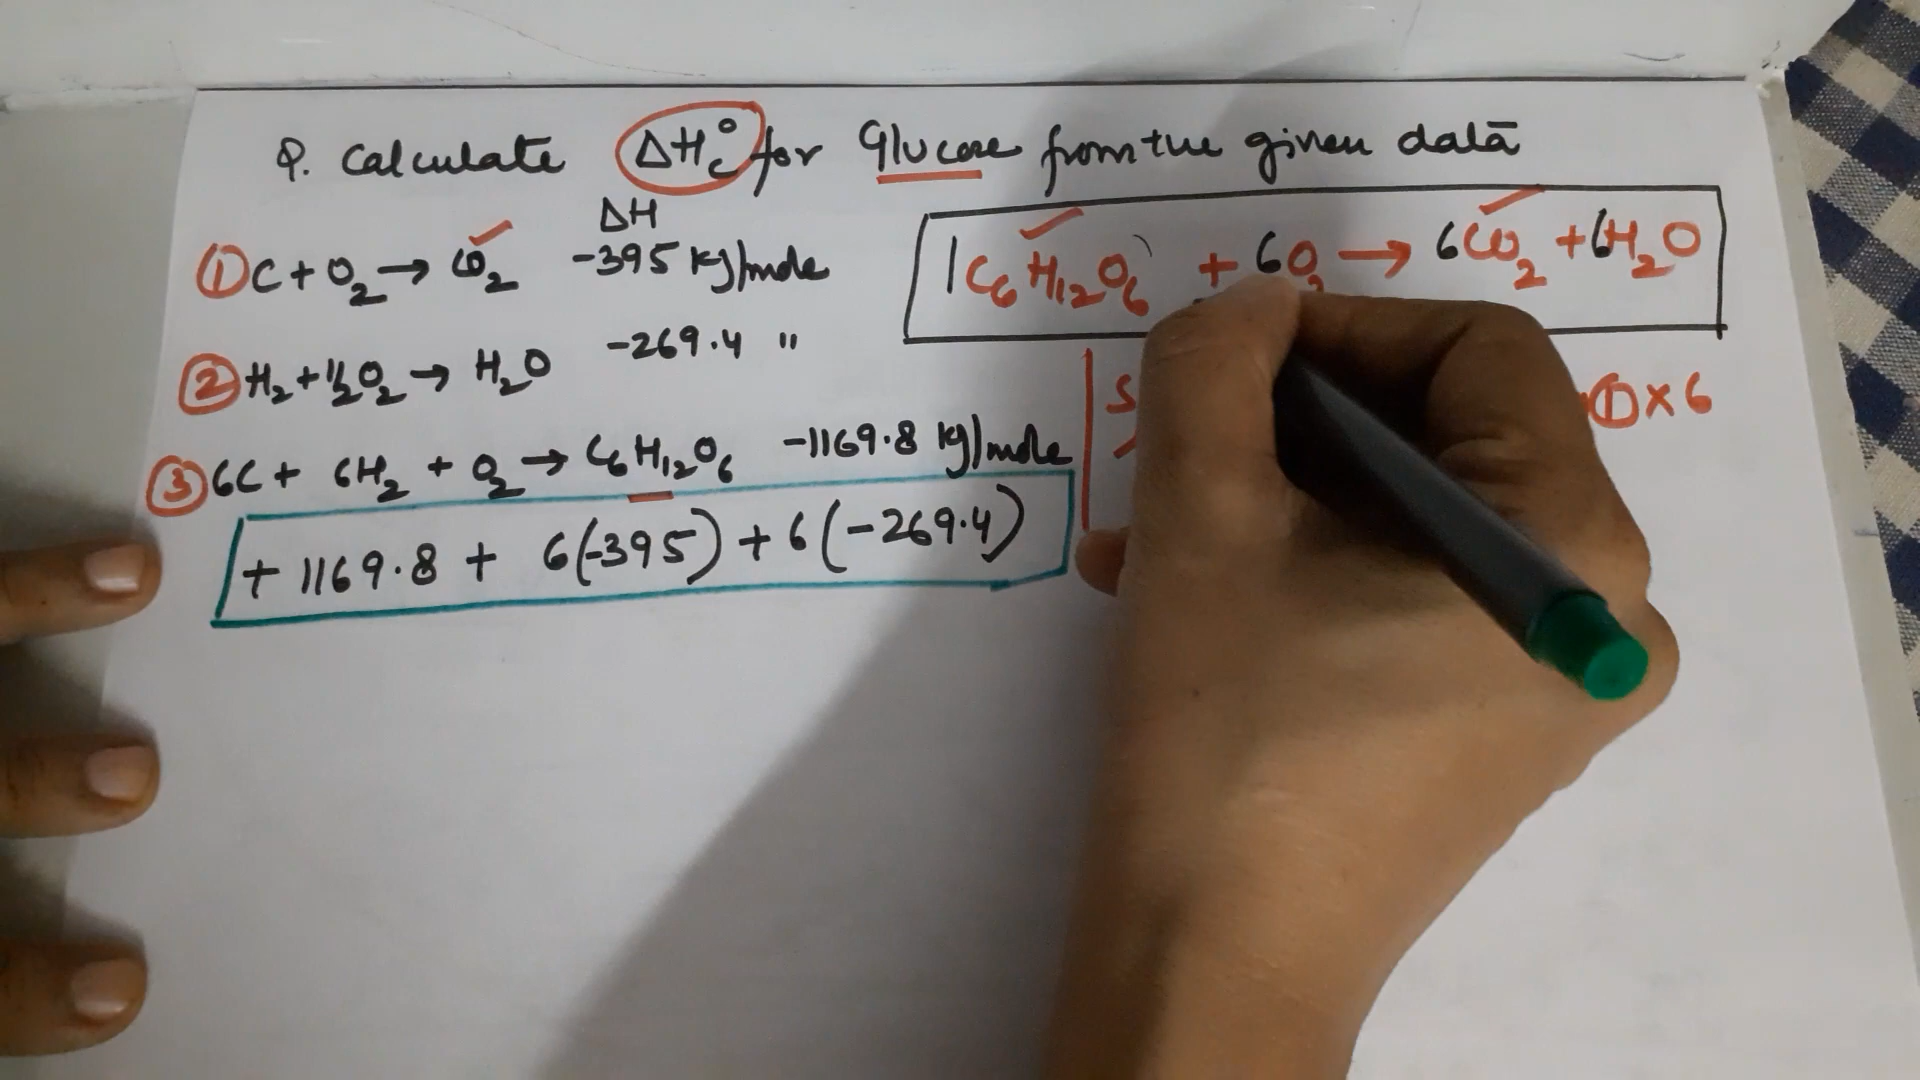 Q. Calculate ΔH°c for Glucose from the given data
ΔH
① C + O₂ → CO₂ -395 kJ/mole
1 C₆H₁₂O₆ + 6O₂ → 6CO₂ + 6H₂O
② H₂ + ½O₂ → H₂O -269.4 "
① × 6
③ 6C + 6H₂ + O₂ → C₆H₁₂O₆ -1169.8 kJ/mole
+ 1169.8 + 6(-395) + 6(-269.4)